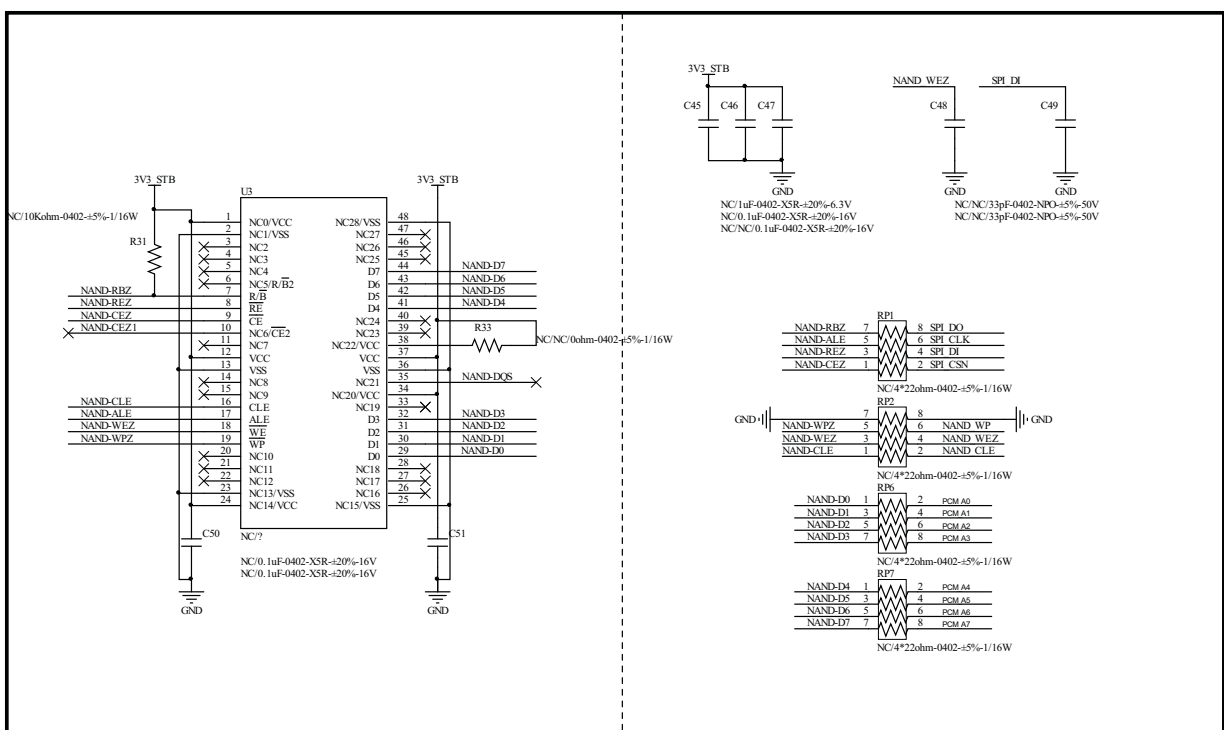 3V3_STB
NC/10Kohm-0402-±5%-1/16W
R31
U3
3V3_STB
1 NC0/VCC NC28/VSS 48
2 NC1/VSS NC27 47
3 NC2 NC26 46
4 NC3 NC25 45
5 NC4 D7 44 NAND-D7
6 NC5/R/B2 D6 43 NAND-D6
NAND-RBZ 7 R/B D5 42 NAND-D5
NAND-REZ 8 RE D4 41 NAND-D4
NAND-CEZ 9 CE NC24 40
NAND-CEZ1 10 NC6/CE2 NC23 39
11 NC7 NC22/VCC 38
R33
NC/NC/0ohm-0402-±5%-1/16W
12 VCC VCC 37
13 VSS VSS 36
14 NC8 NC21 35 NAND-DQS
15 NC9 NC20/VCC 34
NAND-CLE 16 CLE NC19 33
NAND-ALE 17 ALE D3 32 NAND-D3
NAND-WEZ 18 WE D2 31 NAND-D2
NAND-WPZ 19 WP D1 30 NAND-D1
20 NC10 D0 29 NAND-D0
21 NC11 NC18 28
22 NC12 NC17 27
23 NC13/VSS NC16 26
24 NC14/VCC NC15/VSS 25
C50
NC/?
C51
NC/0.1uF-0402-X5R-±20%-16V
NC/0.1uF-0402-X5R-±20%-16V
GND
GND
3V3_STB
C45 C46 C47
GND
NC/1uF-0402-X5R-±20%-6.3V
NC/0.1uF-0402-X5R-±20%-16V
NC/NC/0.1uF-0402-X5R-±20%-16V
NAND_WEZ SPI_DI
C48 C49
GND GND
NC/NC/33pF-0402-NPO-±5%-50V
NC/NC/33pF-0402-NPO-±5%-50V
RP1
NAND-RBZ 7 8 SPI_DO
NAND-ALE 5 6 SPI_CLK
NAND-REZ 3 4 SPI_DI
NAND-CEZ 1 2 SPI_CSN
NC/4*22ohm-0402-±5%-1/16W
RP2
GND 7 8 GND
NAND-WPZ 5 6 NAND_WP
NAND-WEZ 3 4 NAND_WEZ
NAND-CLE 1 2 NAND_CLE
NC/4*22ohm-0402-±5%-1/16W
RP6
NAND-D0 1 2 PCM A0
NAND-D1 3 4 PCM A1
NAND-D2 5 6 PCM A2
NAND-D3 7 8 PCM A3
NC/4*22ohm-0402-±5%-1/16W
RP7
NAND-D4 1 2 PCM A4
NAND-D5 3 4 PCM A5
NAND-D6 5 6 PCM A6
NAND-D7 7 8 PCM A7
NC/4*22ohm-0402-±5%-1/16W